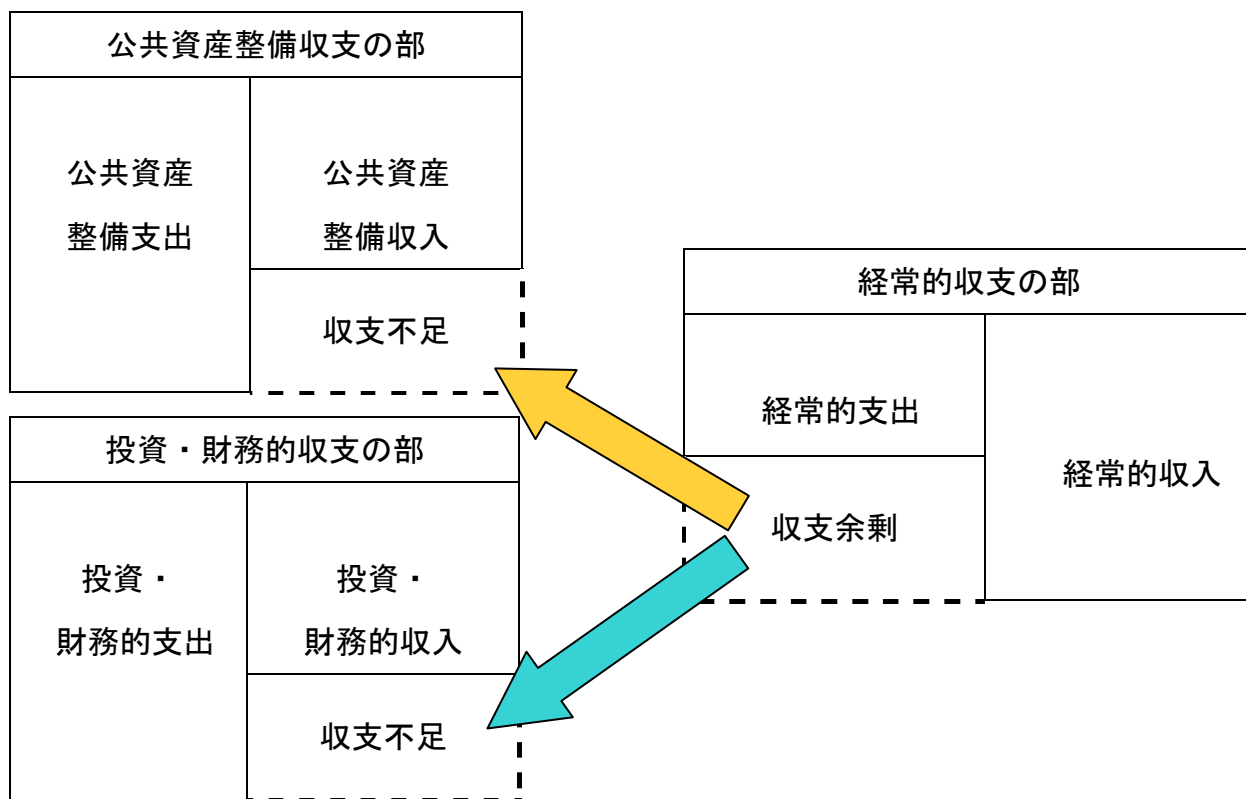 公共資産整備収支の部
公共資産
整備支出
公共資産
整備収入
収支不足
投資・財務的収支の部
投資・
財務的支出
投資・
財務的収入
収支不足
経常的収支の部
経常的支出
収支余剰
経常的収入